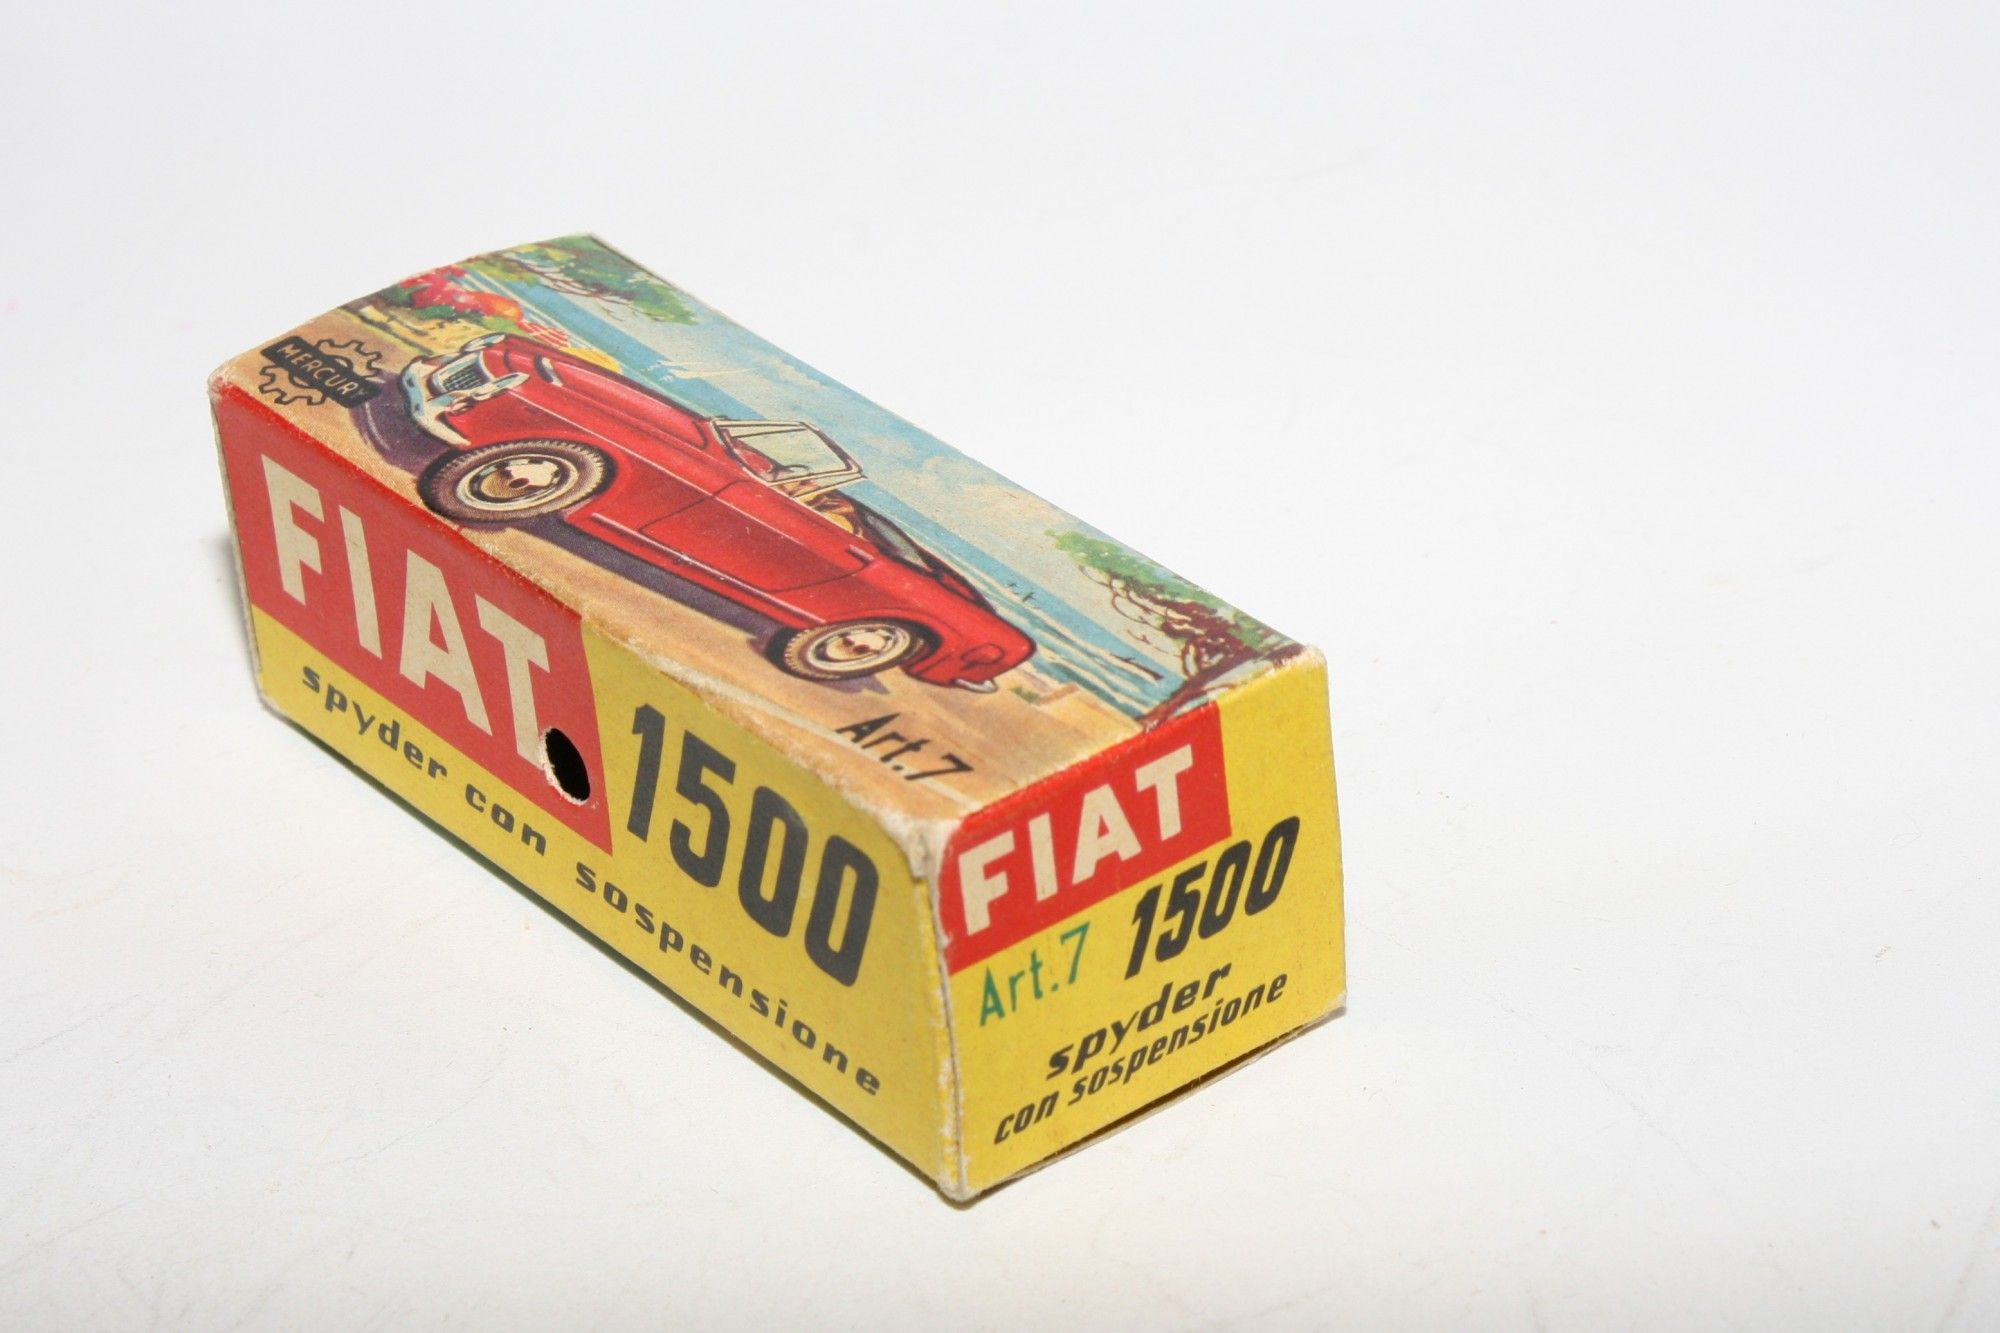 MERCURY
Art.7
FIAT 1500
spyder con sospensione
FIAT
Art.7 1500
spyder
con sospensione